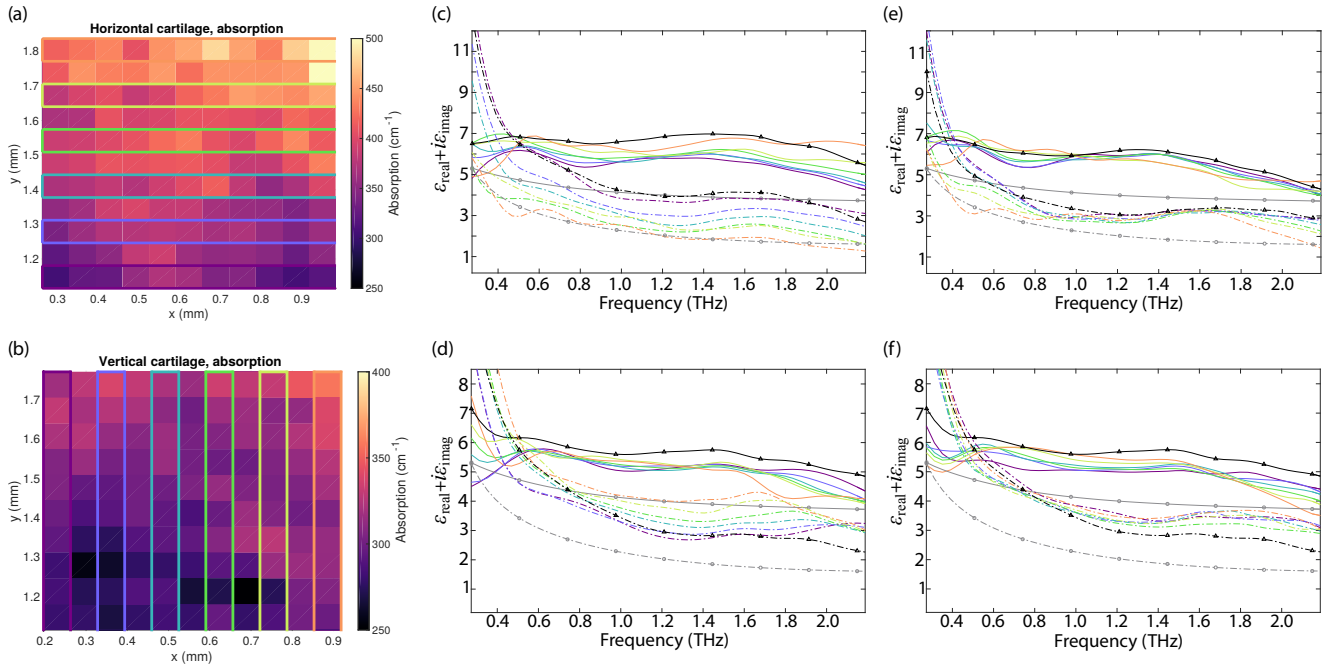 (a)
Horizontal cartilage, absorption
1.8
1.7
1.6
1.5
1.4
1.3
1.2
y (mm)
0.3 0.4 0.5 0.6 0.7 0.8 0.9
x (mm)
500
450
400
350
300
250
Absorption (cm-1)
(b)
Vertical cartilage, absorption
1.7
1.6
1.5
1.4
1.3
1.2
y (mm)
0.2 0.3 0.4 0.5 0.6 0.7 0.8 0.9
x (mm)
400
350
300
250
Absorption (cm-1)
(c)
11
9
7
5
3
1
εreal+iεimag
0.4 0.6 0.8 1.0 1.2 1.4 1.6 1.8 2.0
Frequency (THz)
(d)
8
7
6
5
4
3
2
1
εreal+iεimag
0.4 0.6 0.8 1.0 1.2 1.4 1.6 1.8 2.0
Frequency (THz)
(e)
11
9
7
5
3
1
εreal+iεimag
0.4 0.6 0.8 1.0 1.2 1.4 1.6 1.8 2.0
Frequency (THz)
(f)
8
7
6
5
4
3
2
1
εreal+iεimag
0.4 0.6 0.8 1.0 1.2 1.4 1.6 1.8 2.0
Frequency (THz)